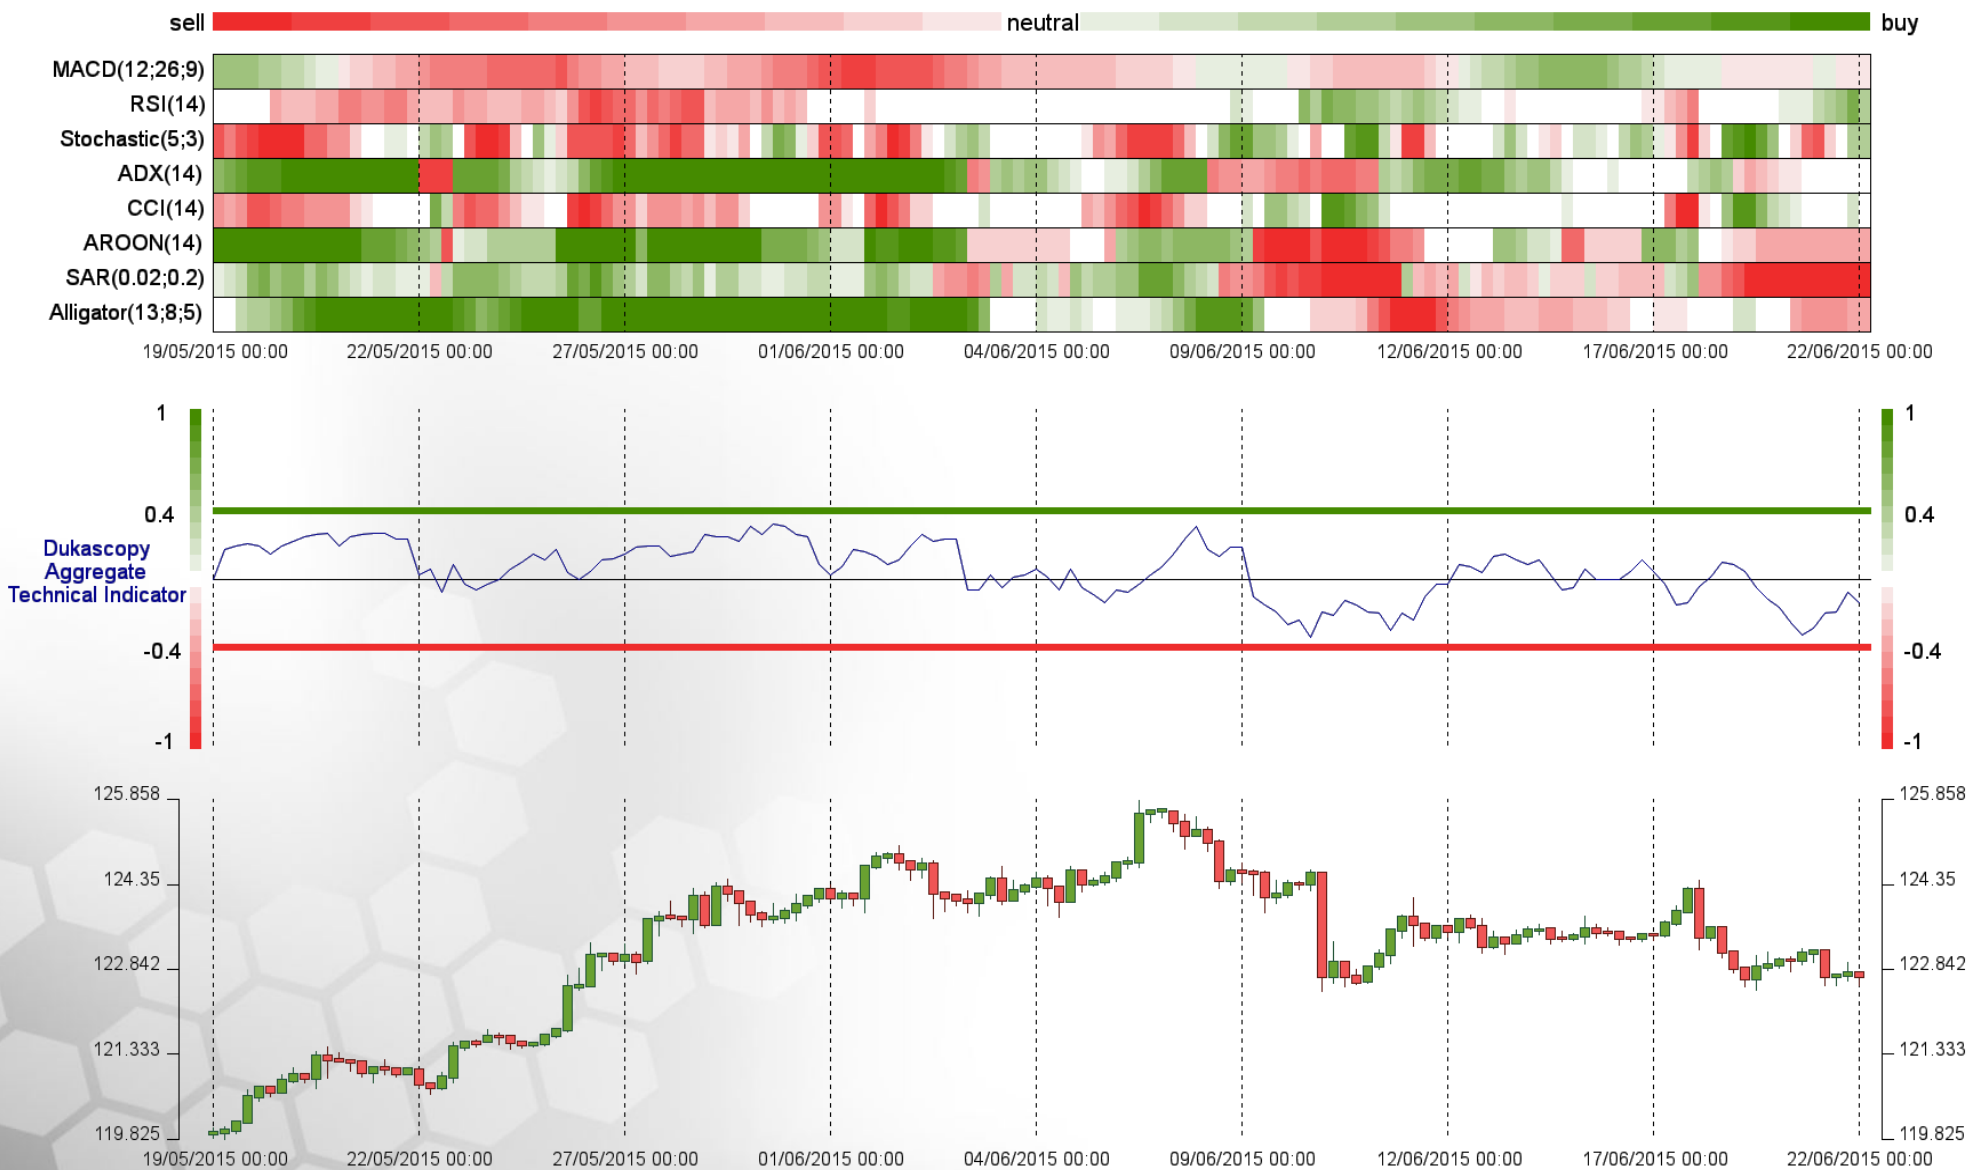 sell neutral buy
MACD(12;26;9)
RSI(14)
Stochastic(5;3)
ADX(14)
CCI(14)
AROON(14)
SAR(0.02;0.2)
Alligator(13;8;5)
19/05/2015 00:00 22/05/2015 00:00 27/05/2015 00:00 01/06/2015 00:00 04/06/2015 00:00 09/06/2015 00:00 12/06/2015 00:00 17/06/2015 00:00 22/06/2015 00:00
1 1
0.4 0.4
Dukascopy
Aggregate
Technical Indicator
-0.4 -0.4
-1 -1
125.858 125.858
124.35 124.35
122.842 122.842
121.333 121.333
119.825 119.825
19/05/2015 00:00 22/05/2015 00:00 27/05/2015 00:00 01/06/2015 00:00 04/06/2015 00:00 09/06/2015 00:00 12/06/2015 00:00 17/06/2015 00:00 22/06/2015 00:00